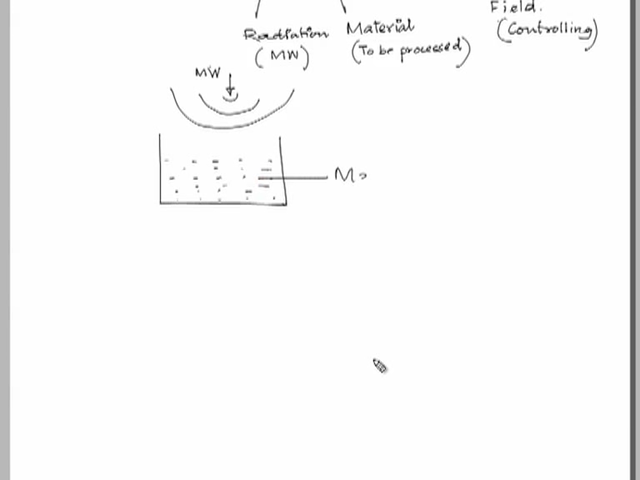 Field.
Radiation Material (Controlling)
(MW) (To be processed)
MW